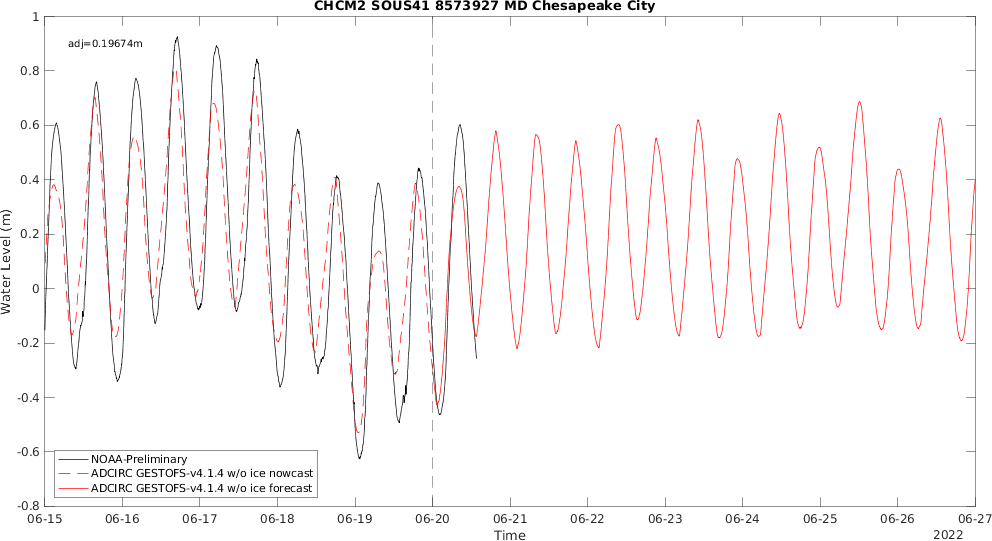 CHCM2 SOUS41 8573927 MD Chesapeake City
adj=0.19674m
1
0.8
0.6
0.4
0.2
0
-0.2
-0.4
-0.6
-0.8
Water Level (m)
NOAA-Preliminary
ADCIRC GESTOFS-v4.1.4 w/o ice nowcast
ADCIRC GESTOFS-v4.1.4 w/o ice forecast
06-15 06-16 06-17 06-18 06-19 06-20 06-21 06-22 06-23 06-24 06-25 06-26 06-27
Time
2022